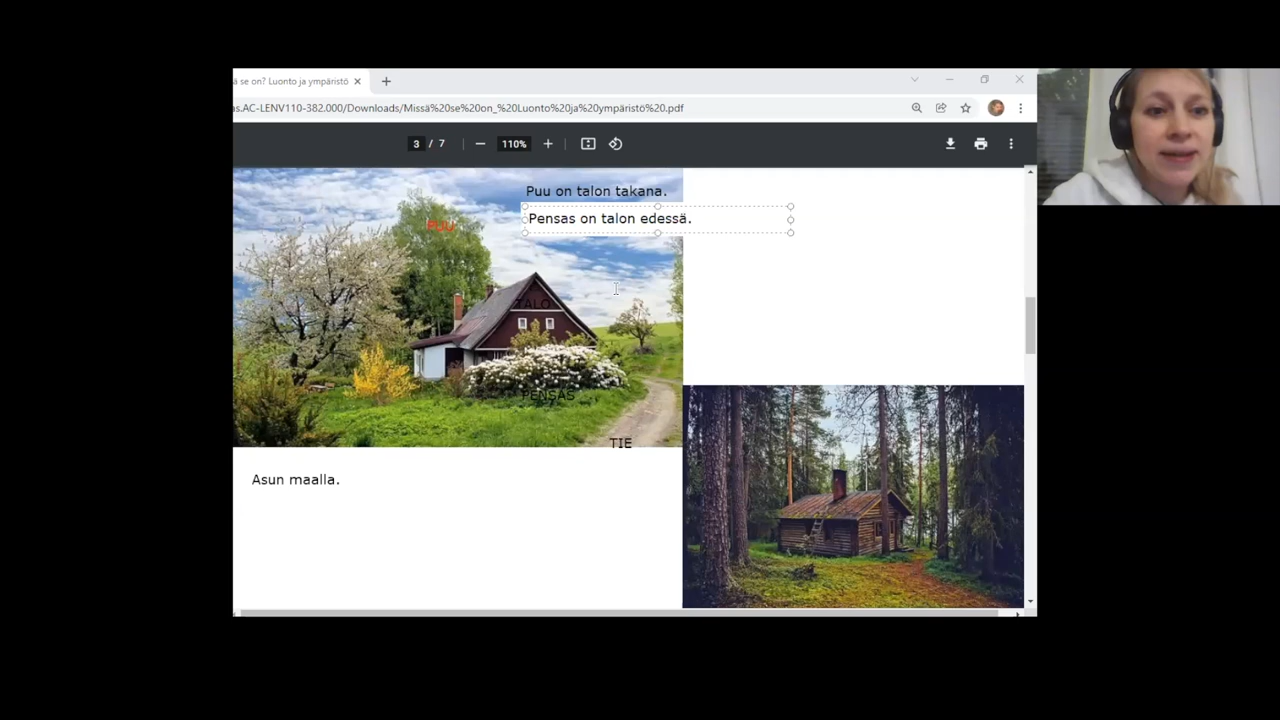 ä se on? Luonto ja ympäristö
as.AC-LENV110-382.000/Downloads/Missä%20se%20on_%20Luonto%20ja%20ympäristö%20.pdf
3 / 7
110%
Puu on talon takana.
Pensas on talon edessä.
PUU
TALO
PENSAS
TIE
Asun maalla.